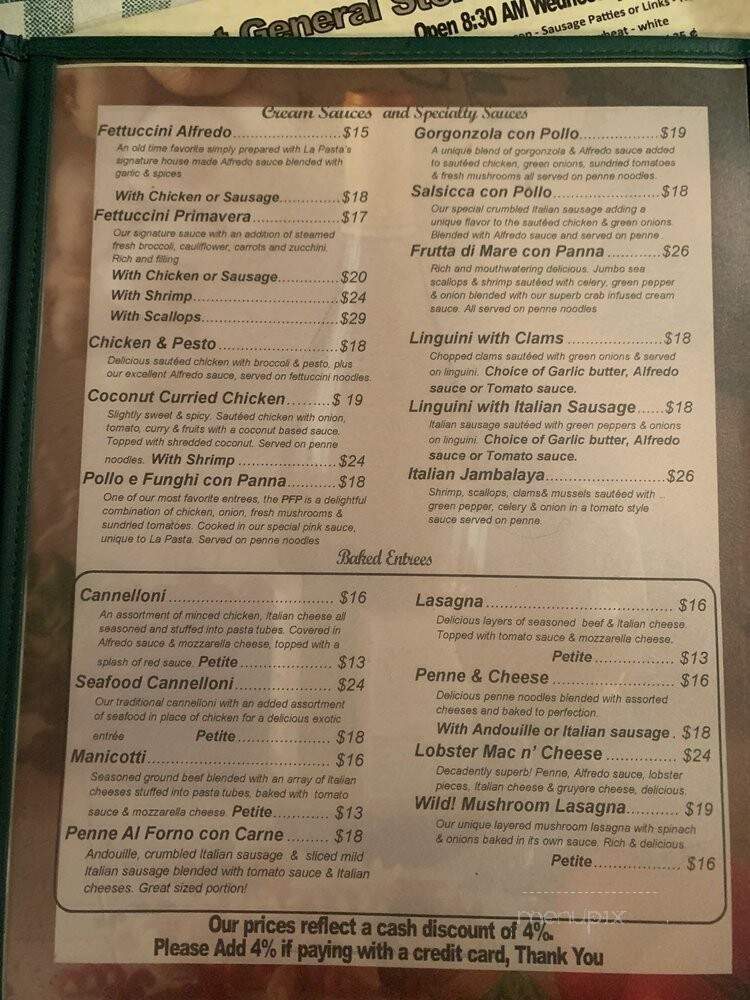 General
Open 8:30 AM
Sausage Patties or Links
white
Cream Sauces and Specialty Sauces
Fettuccini Alfredo.......................$15
An old time favorite simply prepared with La Pasta's
signature house made Alfredo sauce blended with
garlic & spices
With Chicken or Sausage.............$18
Fettuccini Primavera...................$17
Our signature sauce with an addition of steamed
fresh broccoli, cauliflower, carrots and zucchini.
Rich and filling
With Chicken or Sausage.............$20
With Shrimp................................$24
With Scallops..............................$29
Chicken & Pesto ..........................$18
Delicious sautéed chicken with broccoli & pesto, plus
our excellent Alfredo sauce, served on fettuccini noodles.
Coconut Curried Chicken.........$ 19
Slightly sweet & spicy. Sautéed chicken with onion,
tomato, curry & fruits with a coconut based sauce.
Topped with shredded coconut. Served on penne
noodles. With Shrimp ....................$24
Pollo e Funghi con Panna..........$18
One of our most favorite entrees, the PFP is a delightful
combination of chicken, onion, fresh mushrooms &
sundried tomatoes. Cooked in our special pink sauce,
unique to La Pasta. Served on penne noodles
Gorgonzola con Pollo.................$19
A unique blend of gorgonzola & Alfredo sauce added
to sautéed chicken, green onions, sundried tomatoes
& fresh mushrooms all served on penne noodles.
Salsicca con Pollo.......................$18
Our special crumbled Italian sausage adding a
unique flavor to the sautéed chicken & green onions.
Blended with Alfredo sauce and served on penne
Frutta di Mare con Panna ...........$26
Rich and mouthwatering delicious. Jumbo sea
scallops & shrimp sautéed with celery, green pepper
& onion blended with our superb crab infused cream
sauce. All served on penne noodles
Linguini with Clams ....................$18
Chopped clams sautéed with green onions & served
on linguini. Choice of Garlic butter, Alfredo
sauce or Tomato sauce.
Linguini with Italian Sausage......$18
Italian sausage sautéed with green peppers & onions
on linguini. Choice of Garlic butter, Alfredo
sauce or Tomato sauce.
Italian Jambalaya.........................$26
Shrimp, scallops, clams& mussels sautéed with
green pepper, celery & onion in a tomato style
sauce served on penne.
Baked Entrees
Cannelloni ..................................$16
An assortment of minced chicken, Italian cheese all
seasoned and stuffed into pasta tubes. Covered in
Alfredo sauce & mozzarella cheese, topped with a
splash of red sauce. Petite.................. $13
Seafood Cannelloni....................$24
Our traditional cannelloni with an added assortment
of seafood in place of chicken for a delicious exotic
entrée Petite.................... $18
Manicotti.................................... $16
Seasoned ground beef blended with an array of Italian
cheeses stuffed into pasta tubes, baked with tomato
sauce & mozzarella cheese. Petite............ $13
Penne Al Forno con Carne ......... $18
Andouille, crumbled Italian sausage & sliced mild
Italian sausage blended with tomato sauce & Italian
cheeses. Great sized portion!
Lasagna..................................... $16
Delicious layers of seasoned beef & Italian cheese.
Topped with tomato sauce & mozzarella cheese.
Petite................ $13
Penne & Cheese ........................ $16
Delicious penne noodles blended with assorted
cheeses and baked to perfection.
With Andouille or Italian sausage . $18
Lobster Mac n' Cheese .............. $24
Decadently superb! Penne, Alfredo sauce, lobster
pieces, Italian cheese & gruyere cheese, delicious.
Wild! Mushroom Lasagna........... $19
Our unique layered mushroom lasagna with spinach
& onions baked in its own sauce. Rich & delicious.
Petite.................. $16
menupix
Our prices reflect a cash discount of 4%.
Please Add 4% if paying with a credit card, Thank You